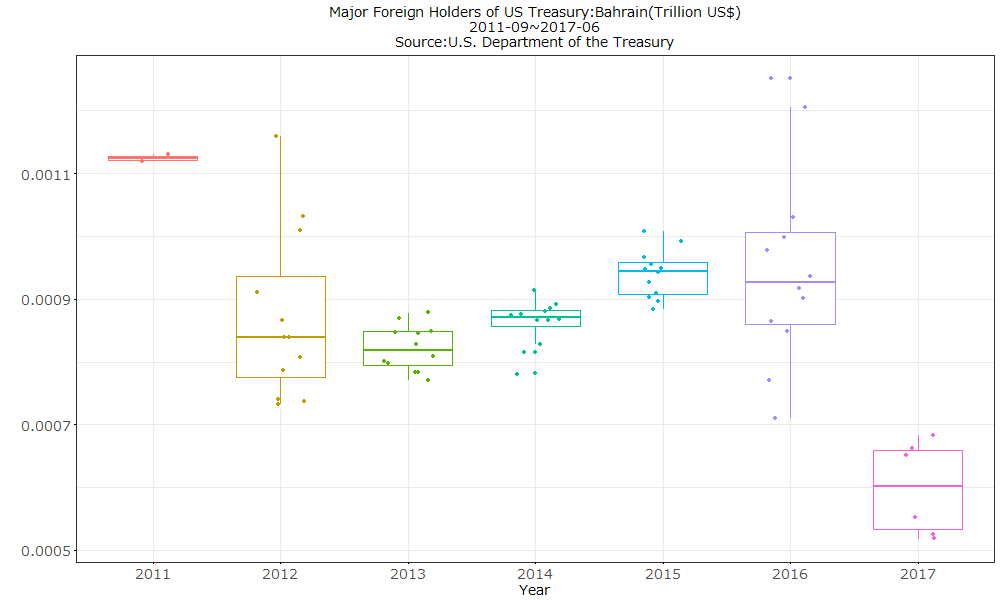 Major Foreign Holders of US Treasury:Bahrain(Trillion US$)
2011-09~2017-06
Source:U.S. Department of the Treasury
0.0011
0.0009
0.0007
0.0005
2011 2012 2013 2014 2015 2016 2017
Year